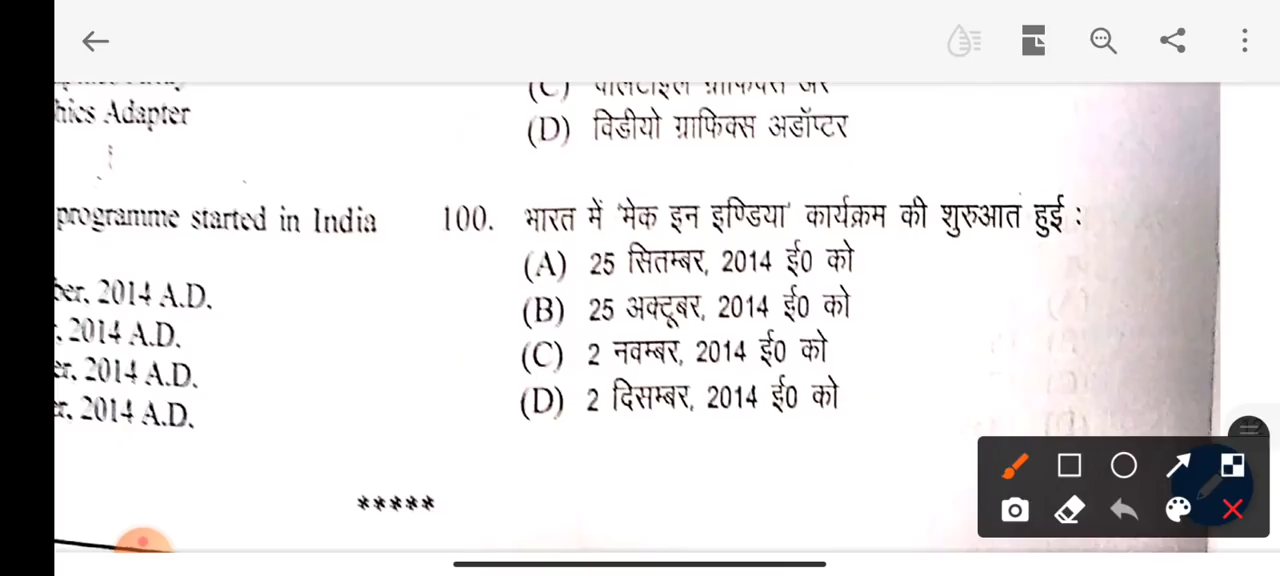 hics Adapter
programme started in India
2014 A.D.
2014 A.D.
2014 A.D.
2014 A.D.
(D) विडीयो ग्राफिक्स अडॉप्टर
100. भारत में 'मेक इन इण्डिया' कार्यक्रम की शुरुआत हुई :
(A) 25 सितम्बर, 2014 ई0 को
(B) 25 अक्टूबर, 2014 ई0 को
(C) 2 नवम्बर, 2014 ई0 को
(D) 2 दिसम्बर, 2014 ई0 को
*****